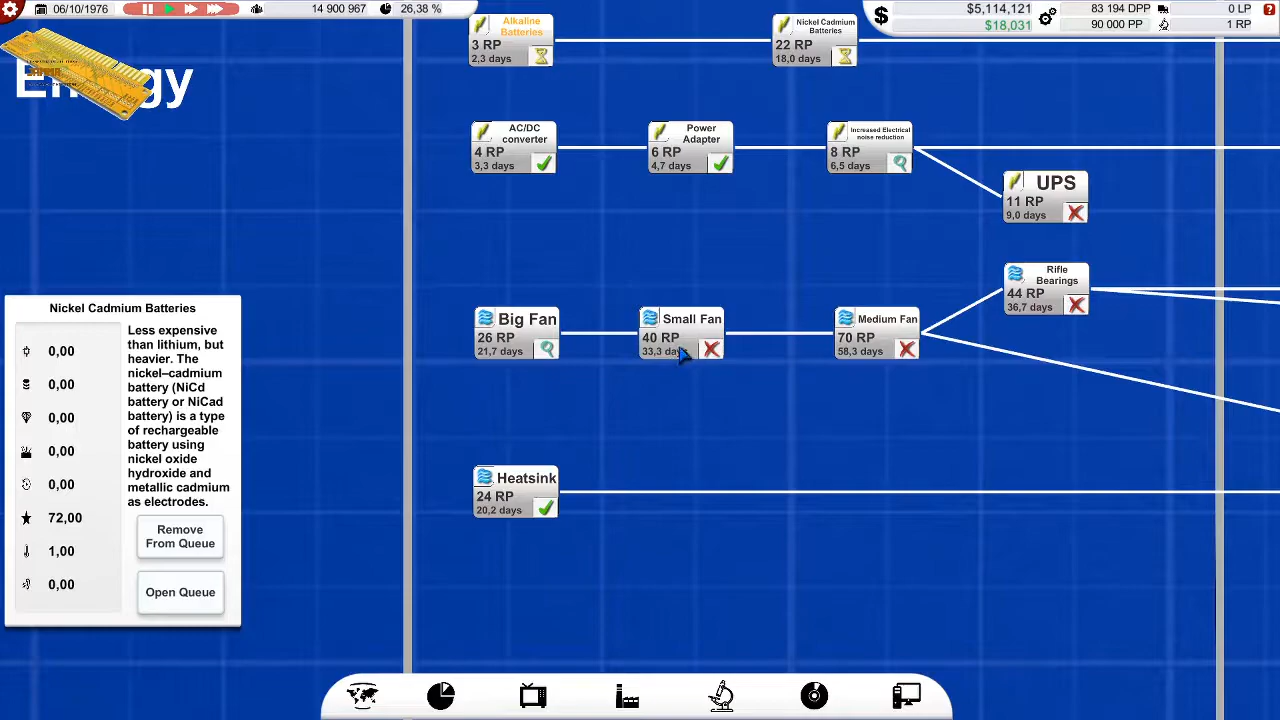 06/10/1976
14 900 967
26,38 %
$ $5,114,121
$18,031
83 194 DPP
90 000 PP
0 LP
1 RP
?
Energy
Alkaline
Batteries
3 RP
2,3 days
Nickel Cadmium
Batteries
22 RP
18,0 days
AC/DC
converter
4 RP
3,3 days
Power
Adapter
6 RP
4,7 days
Increased Electrical
noise reduction
8 RP
6,5 days
UPS
11 RP
9,0 days
Rifle
Bearings
44 RP
36,7 days
Big Fan
26 RP
21,7 days
Small Fan
40 RP
33,3 days
Medium Fan
70 RP
58,3 days
Heatsink
24 RP
20,2 days
Nickel Cadmium Batteries
0,00
0,00
0,00
0,00
0,00
72,00
1,00
0,00
Less expensive
than lithium, but
heavier. The
nickel–cadmium
battery (NiCd
battery or NiCad
battery) is a type
of rechargeable
battery using
nickel oxide
hydroxide and
metallic cadmium
as electrodes.
Remove
From Queue
Open Queue